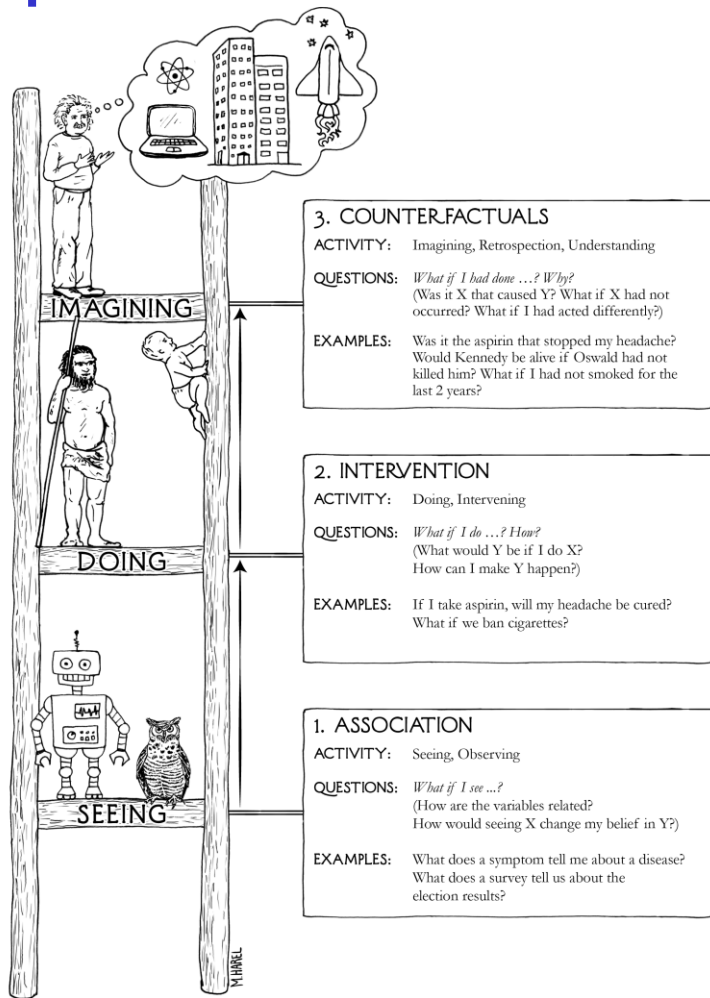 3. COUNTERFACTUALS
ACTIVITY: Imagining, Retrospection, Understanding
QUESTIONS: What if I had done …? Why?
(Was it X that caused Y? What if X had not
occurred? What if I had acted differently?)
EXAMPLES: Was it the aspirin that stopped my headache?
Would Kennedy be alive if Oswald had not
killed him? What if I had not smoked for the
last 2 years?
IMAGINING
2. INTERVENTION
ACTIVITY: Doing, Intervening
QUESTIONS: What if I do …? How?
(What would Y be if I do X?
How can I make Y happen?)
EXAMPLES: If I take aspirin, will my headache be cured?
What if we ban cigarettes?
DOING
1. ASSOCIATION
ACTIVITY: Seeing, Observing
QUESTIONS: What if I see ...?
(How are the variables related?
How would seeing X change my belief in Y?)
EXAMPLES: What does a symptom tell me about a disease?
What does a survey tell us about the
election results?
SEEING
M.HAREL